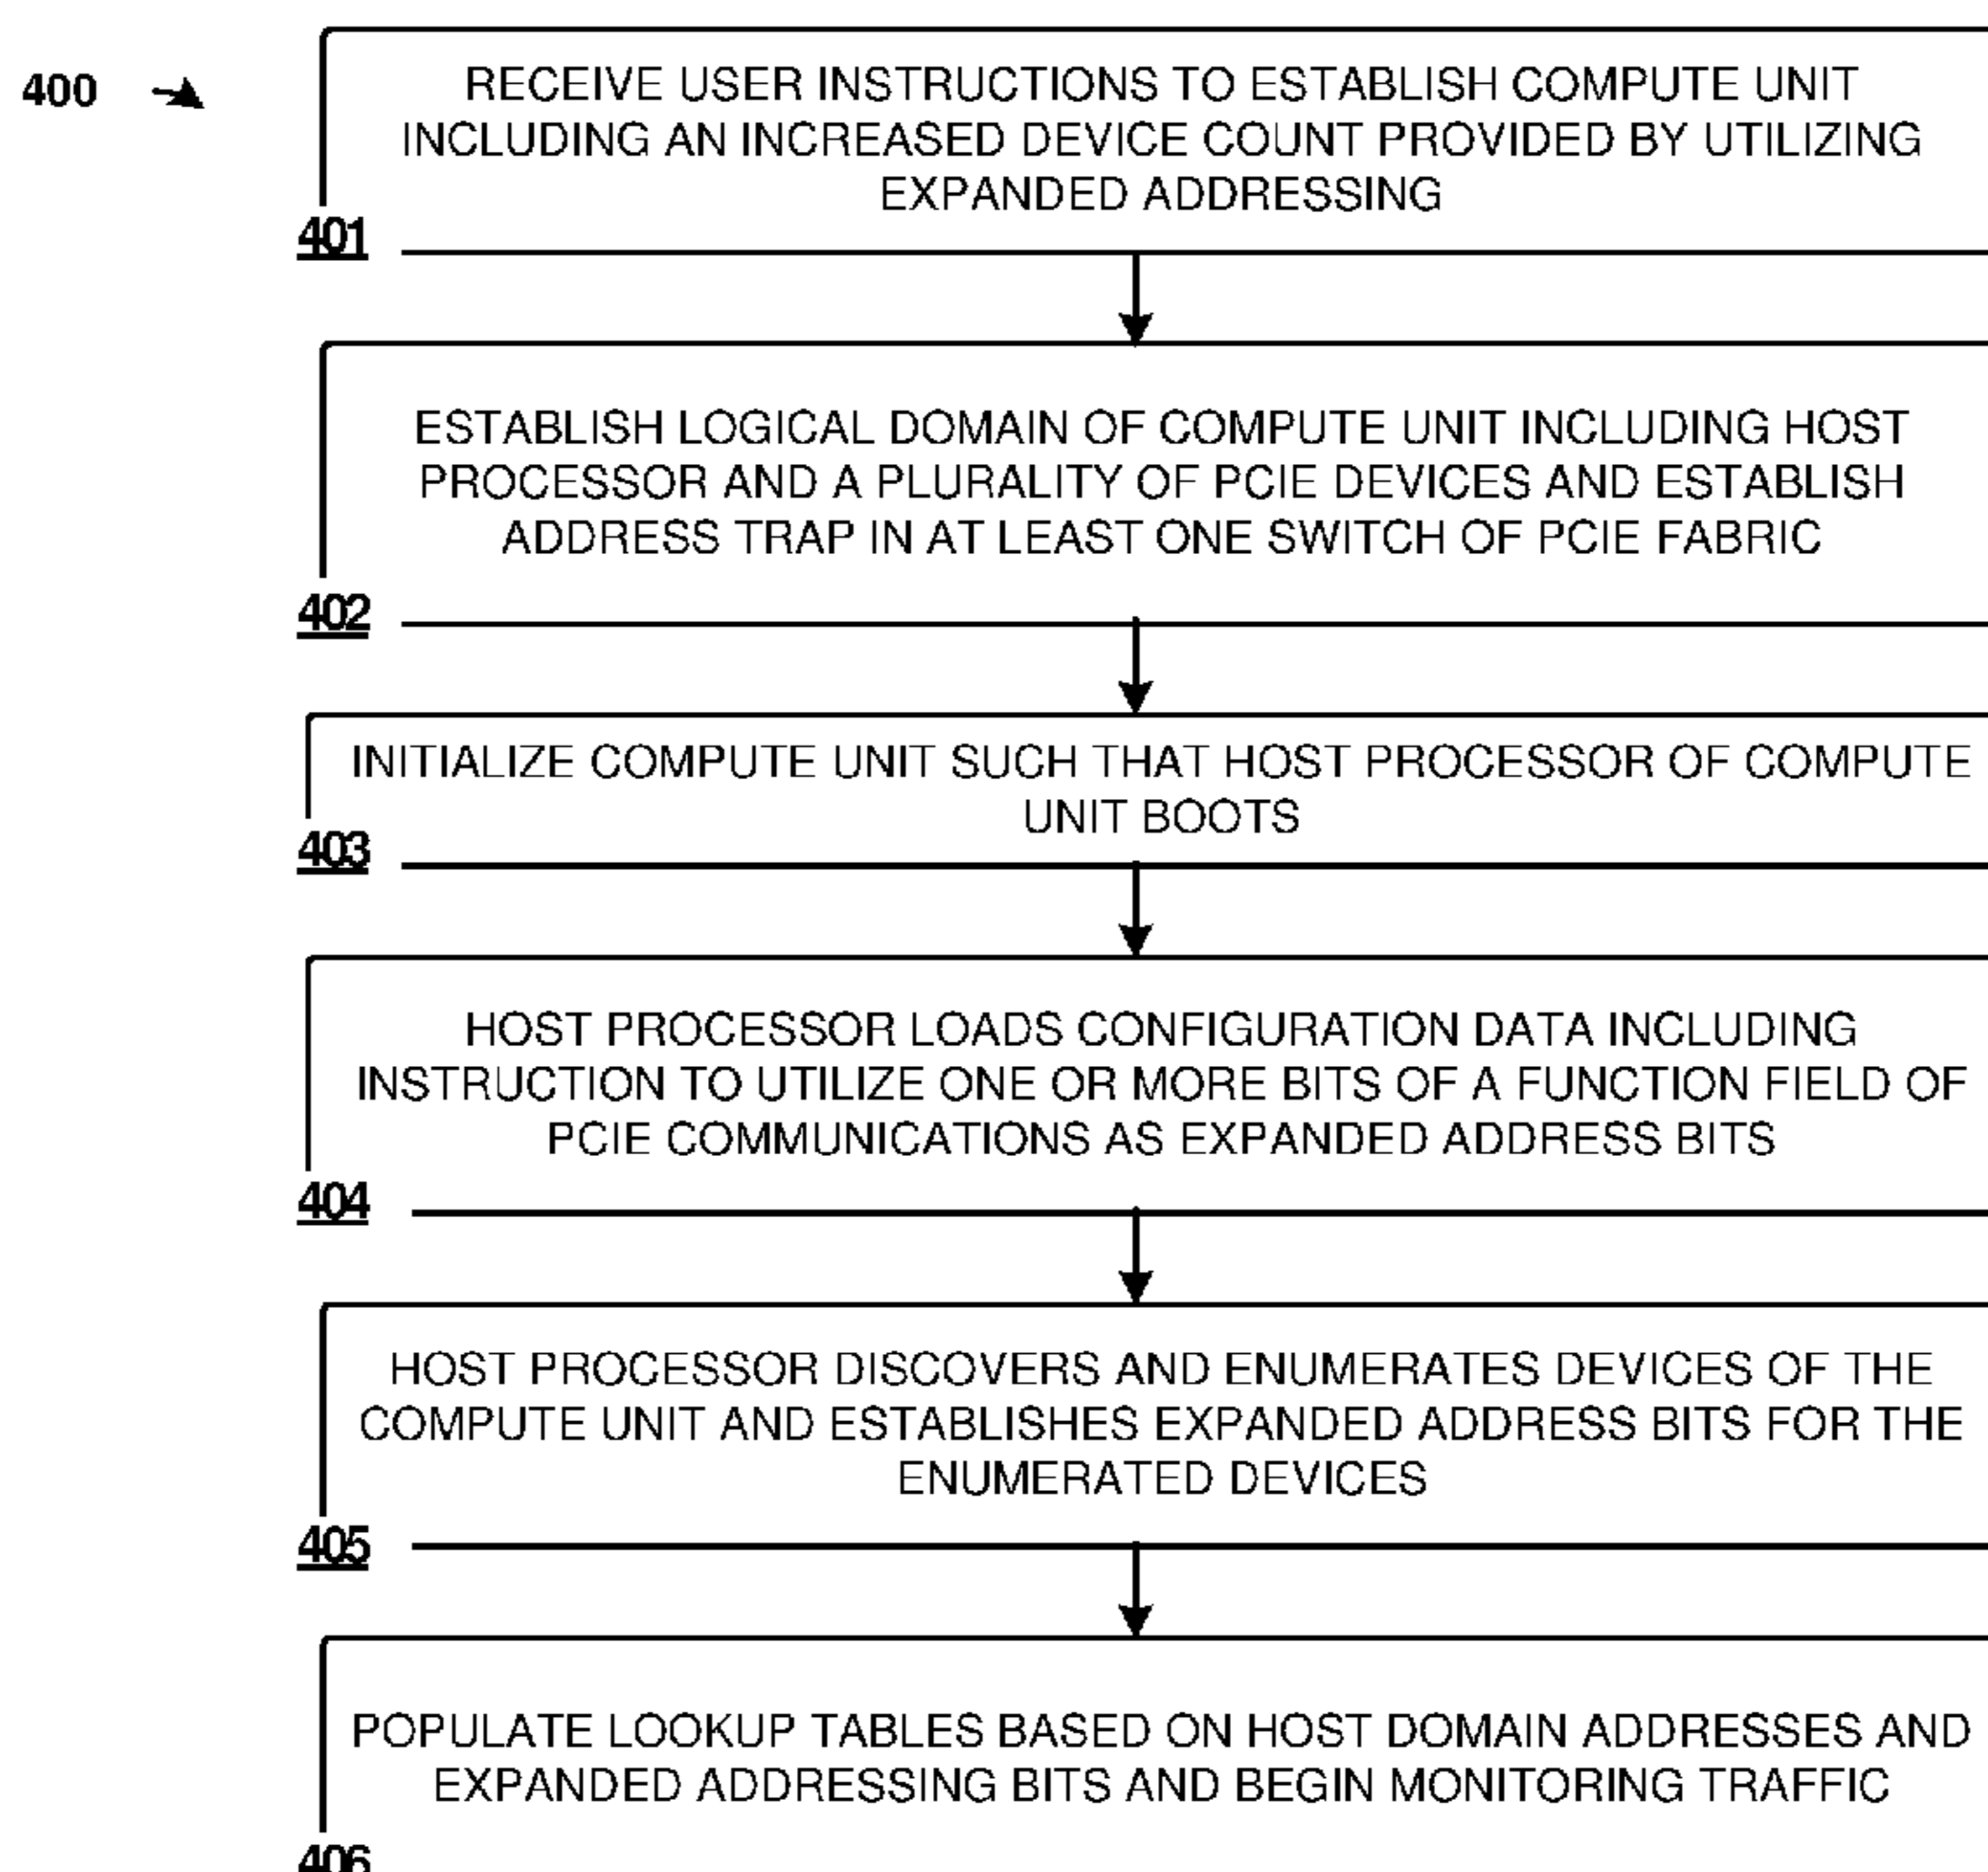 400
RECEIVE USER INSTRUCTIONS TO ESTABLISH COMPUTE UNIT
INCLUDING AN INCREASED DEVICE COUNT PROVIDED BY UTILIZING
EXPANDED ADDRESSING
401
ESTABLISH LOGICAL DOMAIN OF COMPUTE UNIT INCLUDING HOST
PROCESSOR AND A PLURALITY OF PCIE DEVICES AND ESTABLISH
ADDRESS TRAP IN AT LEAST ONE SWITCH OF PCIE FABRIC
402
INITIALIZE COMPUTE UNIT SUCH THAT HOST PROCESSOR OF COMPUTE
UNIT BOOTS
403
HOST PROCESSOR LOADS CONFIGURATION DATA INCLUDING
INSTRUCTION TO UTILIZE ONE OR MORE BITS OF A FUNCTION FIELD OF
PCIE COMMUNICATIONS AS EXPANDED ADDRESS BITS
404
HOST PROCESSOR DISCOVERS AND ENUMERATES DEVICES OF THE
COMPUTE UNIT AND ESTABLISHES EXPANDED ADDRESS BITS FOR THE
ENUMERATED DEVICES
405
POPULATE LOOKUP TABLES BASED ON HOST DOMAIN ADDRESSES AND
EXPANDED ADDRESSING BITS AND BEGIN MONITORING TRAFFIC
406